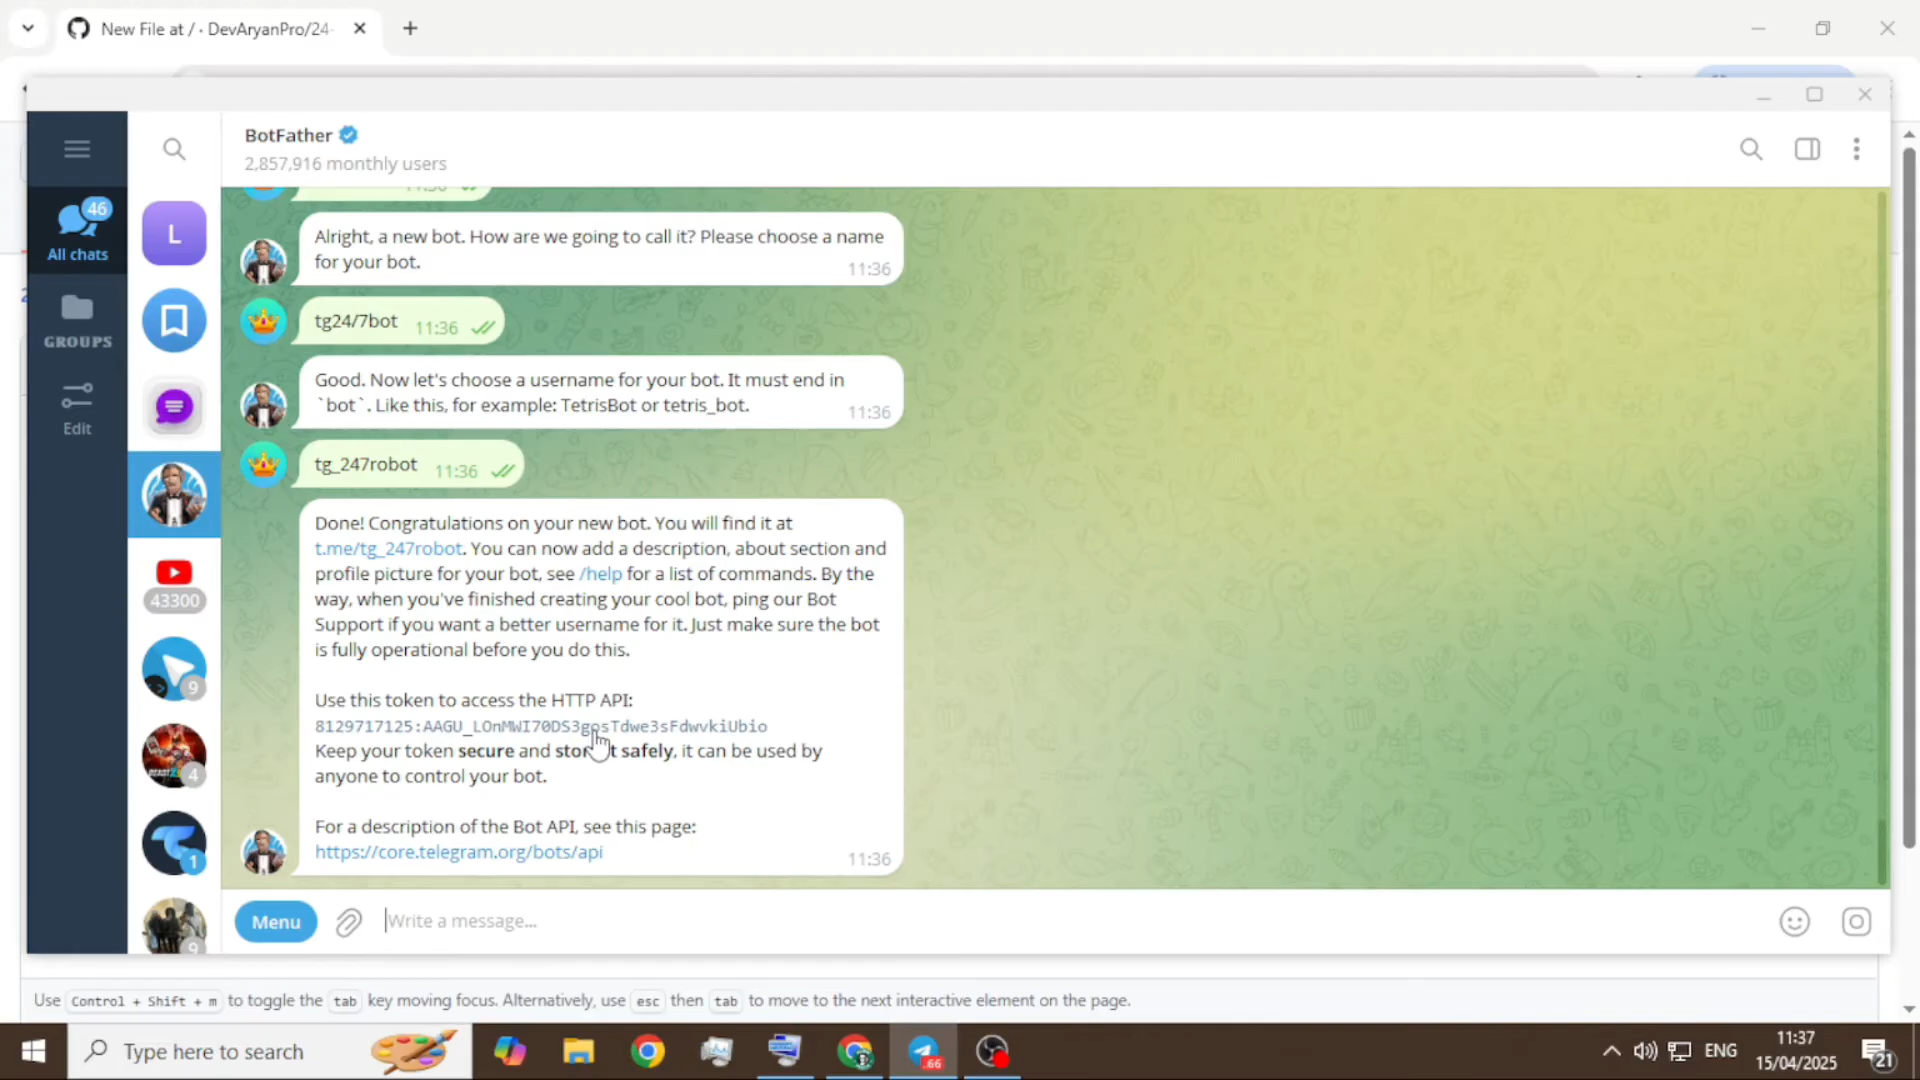 New File at / · DevAryanPro/24-
BotFather
2,857,916 monthly users
46
All chats
GROUPS
Edit
L
43300
9
4
1
9
11:36
Alright, a new bot. How are we going to call it? Please choose a name
for your bot.
11:36
tg24/7bot 11:36
Good. Now let's choose a username for your bot. It must end in
`bot`. Like this, for example: TetrisBot or tetris_bot.
11:36
tg_247robot 11:36
Done! Congratulations on your new bot. You will find it at
t.me/tg_247robot. You can now add a description, about section and
profile picture for your bot, see /help for a list of commands. By the
way, when you've finished creating your cool bot, ping our Bot
Support if you want a better username for it. Just make sure the bot
is fully operational before you do this.
Use this token to access the HTTP API:
8129717125:AAGU_LOnMWI70DS3gosTdwe3sFdwvkiUbio
Keep your token secure and store it safely, it can be used by
anyone to control your bot.
For a description of the Bot API, see this page:
https://core.telegram.org/bots/api
11:36
Menu
Write a message...
Use Control + Shift + m to toggle the tab key moving focus. Alternatively, use esc then tab to move to the next interactive element on the page.
Type here to search
.66
ENG
11:37
15/04/2025
21